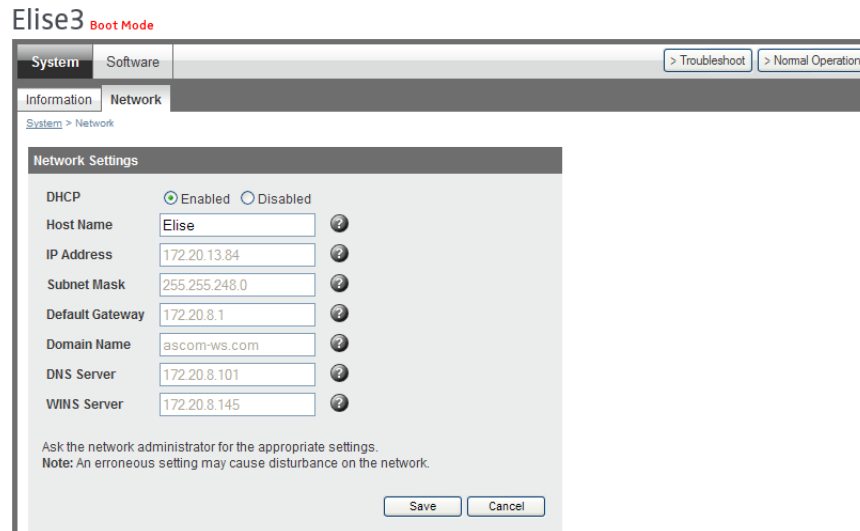 Elise3 Boot Mode
System Software > Troubleshoot > Normal Operation
Information Network
System > Network
Network Settings
DHCP Enabled Disabled
Host Name Elise ?
IP Address 172.20.13.84 ?
Subnet Mask 255.255.248.0 ?
Default Gateway 172.20.8.1 ?
Domain Name ascom-ws.com ?
DNS Server 172.20.8.101 ?
WINS Server 172.20.8.145 ?
Ask the network administrator for the appropriate settings.
Note: An erroneous setting may cause disturbance on the network.
Save Cancel